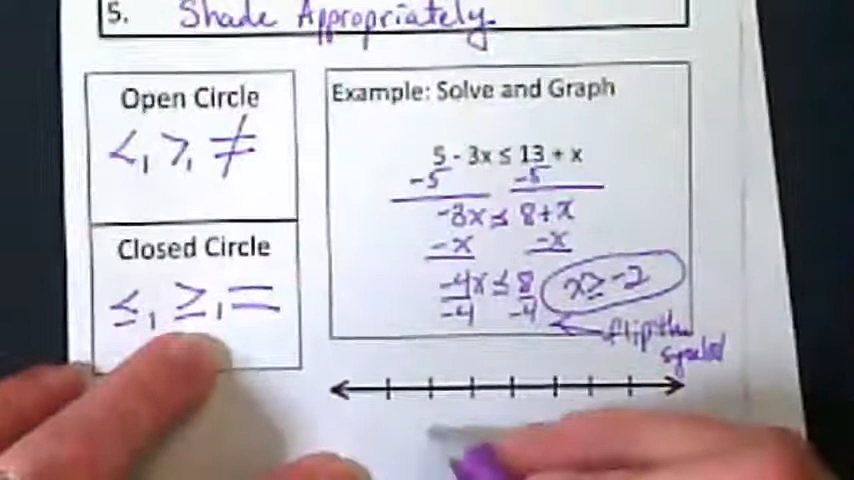 5. Shade Appropriately.
Open Circle
<, >, ≠
Closed Circle
≤, ≥, =
Example: Solve and Graph
5 - 3x ≤ 13 + x
-5 -5
-3x ≤ 8+x
-x -x
-4x ≤ 8
-4 -4
x ≥ -2
flip the
symbol